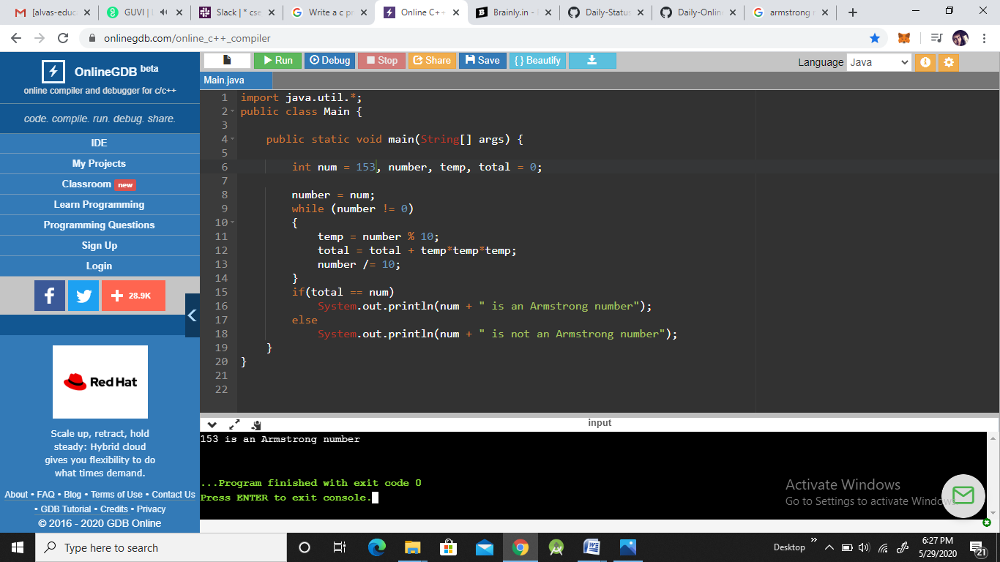 [alvas-educ
GUVI | L
Slack | * cse
Write a c pr
Online C++
Brainly.in -
Daily-Status
Daily-Onlin
armstrong n
onlinegdb.com/online_c++_compiler
OnlineGDB beta
online compiler and debugger for c/c++
code. compile. run. debug. share.
IDE
My Projects
Classroom new
Learn Programming
Programming Questions
Sign Up
Login
28.9K
Red Hat
Scale up, retract, hold
steady: Hybrid cloud
gives you flexibility to do
what times demand.
About • FAQ • Blog • Terms of Use • Contact Us
• GDB Tutorial • Credits • Privacy
© 2016 - 2020 GDB Online
Run Debug Stop Share Save { } Beautify Language Java
Main.java
1 import java.util.*;
2 public class Main {
3
4 public static void main(String[] args) {
5
6 int num = 153, number, temp, total = 0;
7
8 number = num;
9 while (number != 0)
10 {
11 temp = number % 10;
12 total = total + temp*temp*temp;
13 number /= 10;
14 }
15 if(total == num)
16 System.out.println(num + " is an Armstrong number");
17 else
18 System.out.println(num + " is not an Armstrong number");
19 }
20 }
21
22
input
153 is an Armstrong number
...Program finished with exit code 0
Press ENTER to exit console.
Activate Windows
Go to Settings to activate Windows.
Type here to search
Desktop
6:27 PM
5/29/2020
21